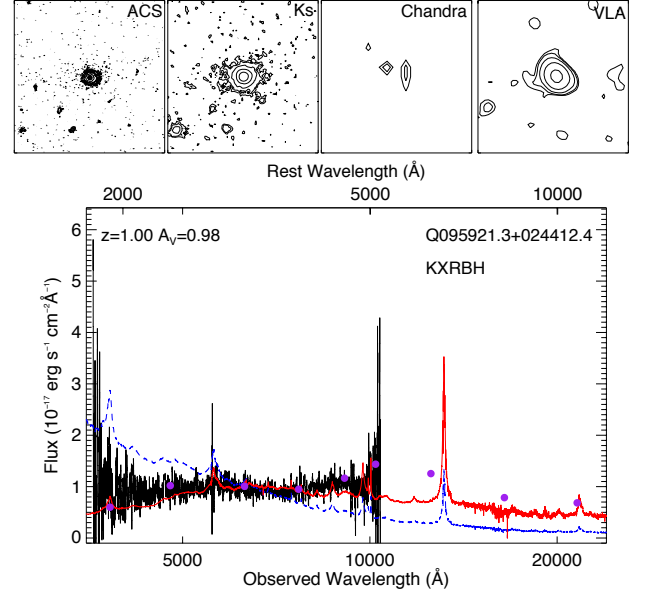 ACS Ks Chandra VLA
Rest Wavelength (Å)
2000 5000 10000
z=1.00 A_V=0.98 Q095921.3+024412.4
KXRBH
6
5
4
3
2
1
0
Flux (10⁻¹⁷ erg s⁻¹ cm⁻²Å⁻¹)
5000 10000 20000
Observed Wavelength (Å)